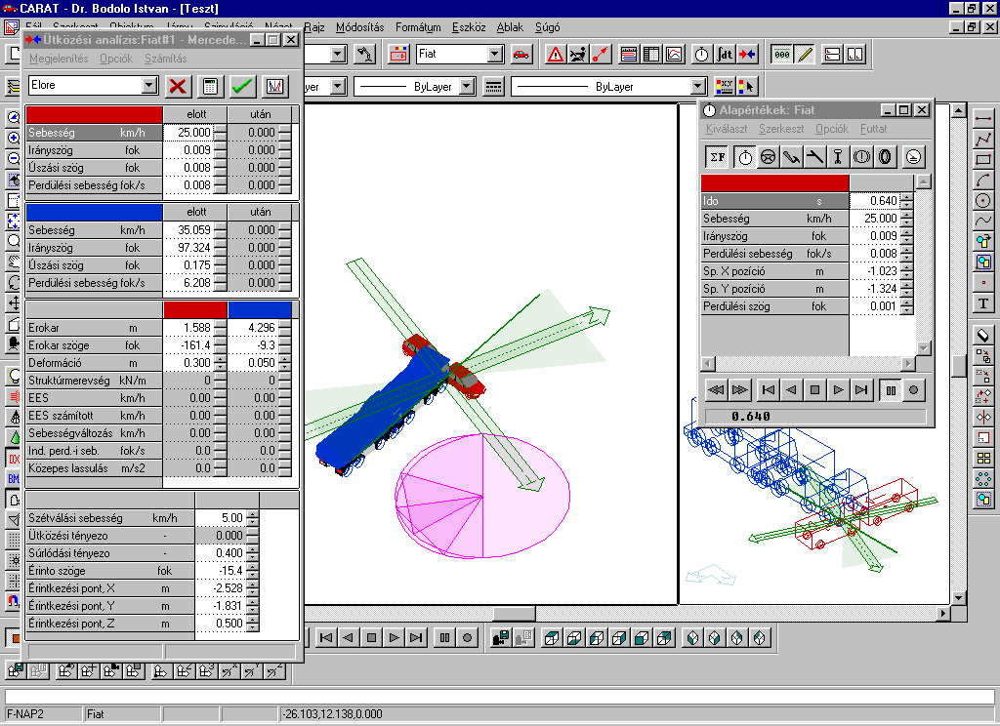 CARAT - Dr. Bodolo Istvan - [Teszt]
Rajz Módosítás Formátum Eszköz Ablak Súgó
Ütközési analízis:Fiat#1 - Mercede...
Megjelenítés Opciók Számítás
Fiat
ΣF
∫dt
000
Elore
ByLayer
ByLayer
elott után
Sebesség km/h 25.000 0.000
Irányszög fok 0.009 0.000
Úszási szög fok 0.008 0.000
Perdülési sebesség fok/s 0.008 0.000
elott után
Sebesség km/h 35.059 0.000
Irányszög fok 97.324 0.000
Úszási szög fok 0.175 0.000
Perdülési sebesség fok/s 6.208 0.000
Erokar m 1.588 4.296
Erokar szöge fok -161.4 -9.3
Deformáció m 0.300 0.050
Struktúrmerevség kN/m 0 0
EES km/h 0.00 0.00
EES számított km/h 0.00 0.00
Sebességváltozás km/h 0.00 0.00
Ind. perd.-i seb. fok/s 0.0 0.0
Közepes lassulás m/s2 0.0 0.0
Szétválási sebesség km/h 5.00
Ütközési tényezo - 0.000
Súrlódási tényezo - 0.400
Érinto szöge fok -15.4
Érintkezési pont, X m -2.528
Érintkezési pont, Y m -1.831
Érintkezési pont, Z m 0.500
Alapértékek: Fiat
Kiválaszt Szerkeszt Opciók Futtat
Ido s 0.640
Sebesség km/h 25.000
Irányszög fok 0.009
Perdülési sebesség fok/s 0.008
Sp. X pozíció m -1.023
Sp. Y pozíció m -1.324
Perdülési szög fok 0.001
0.640
DX
T
F-NAP2 Fiat -26.103,12.138,0.000